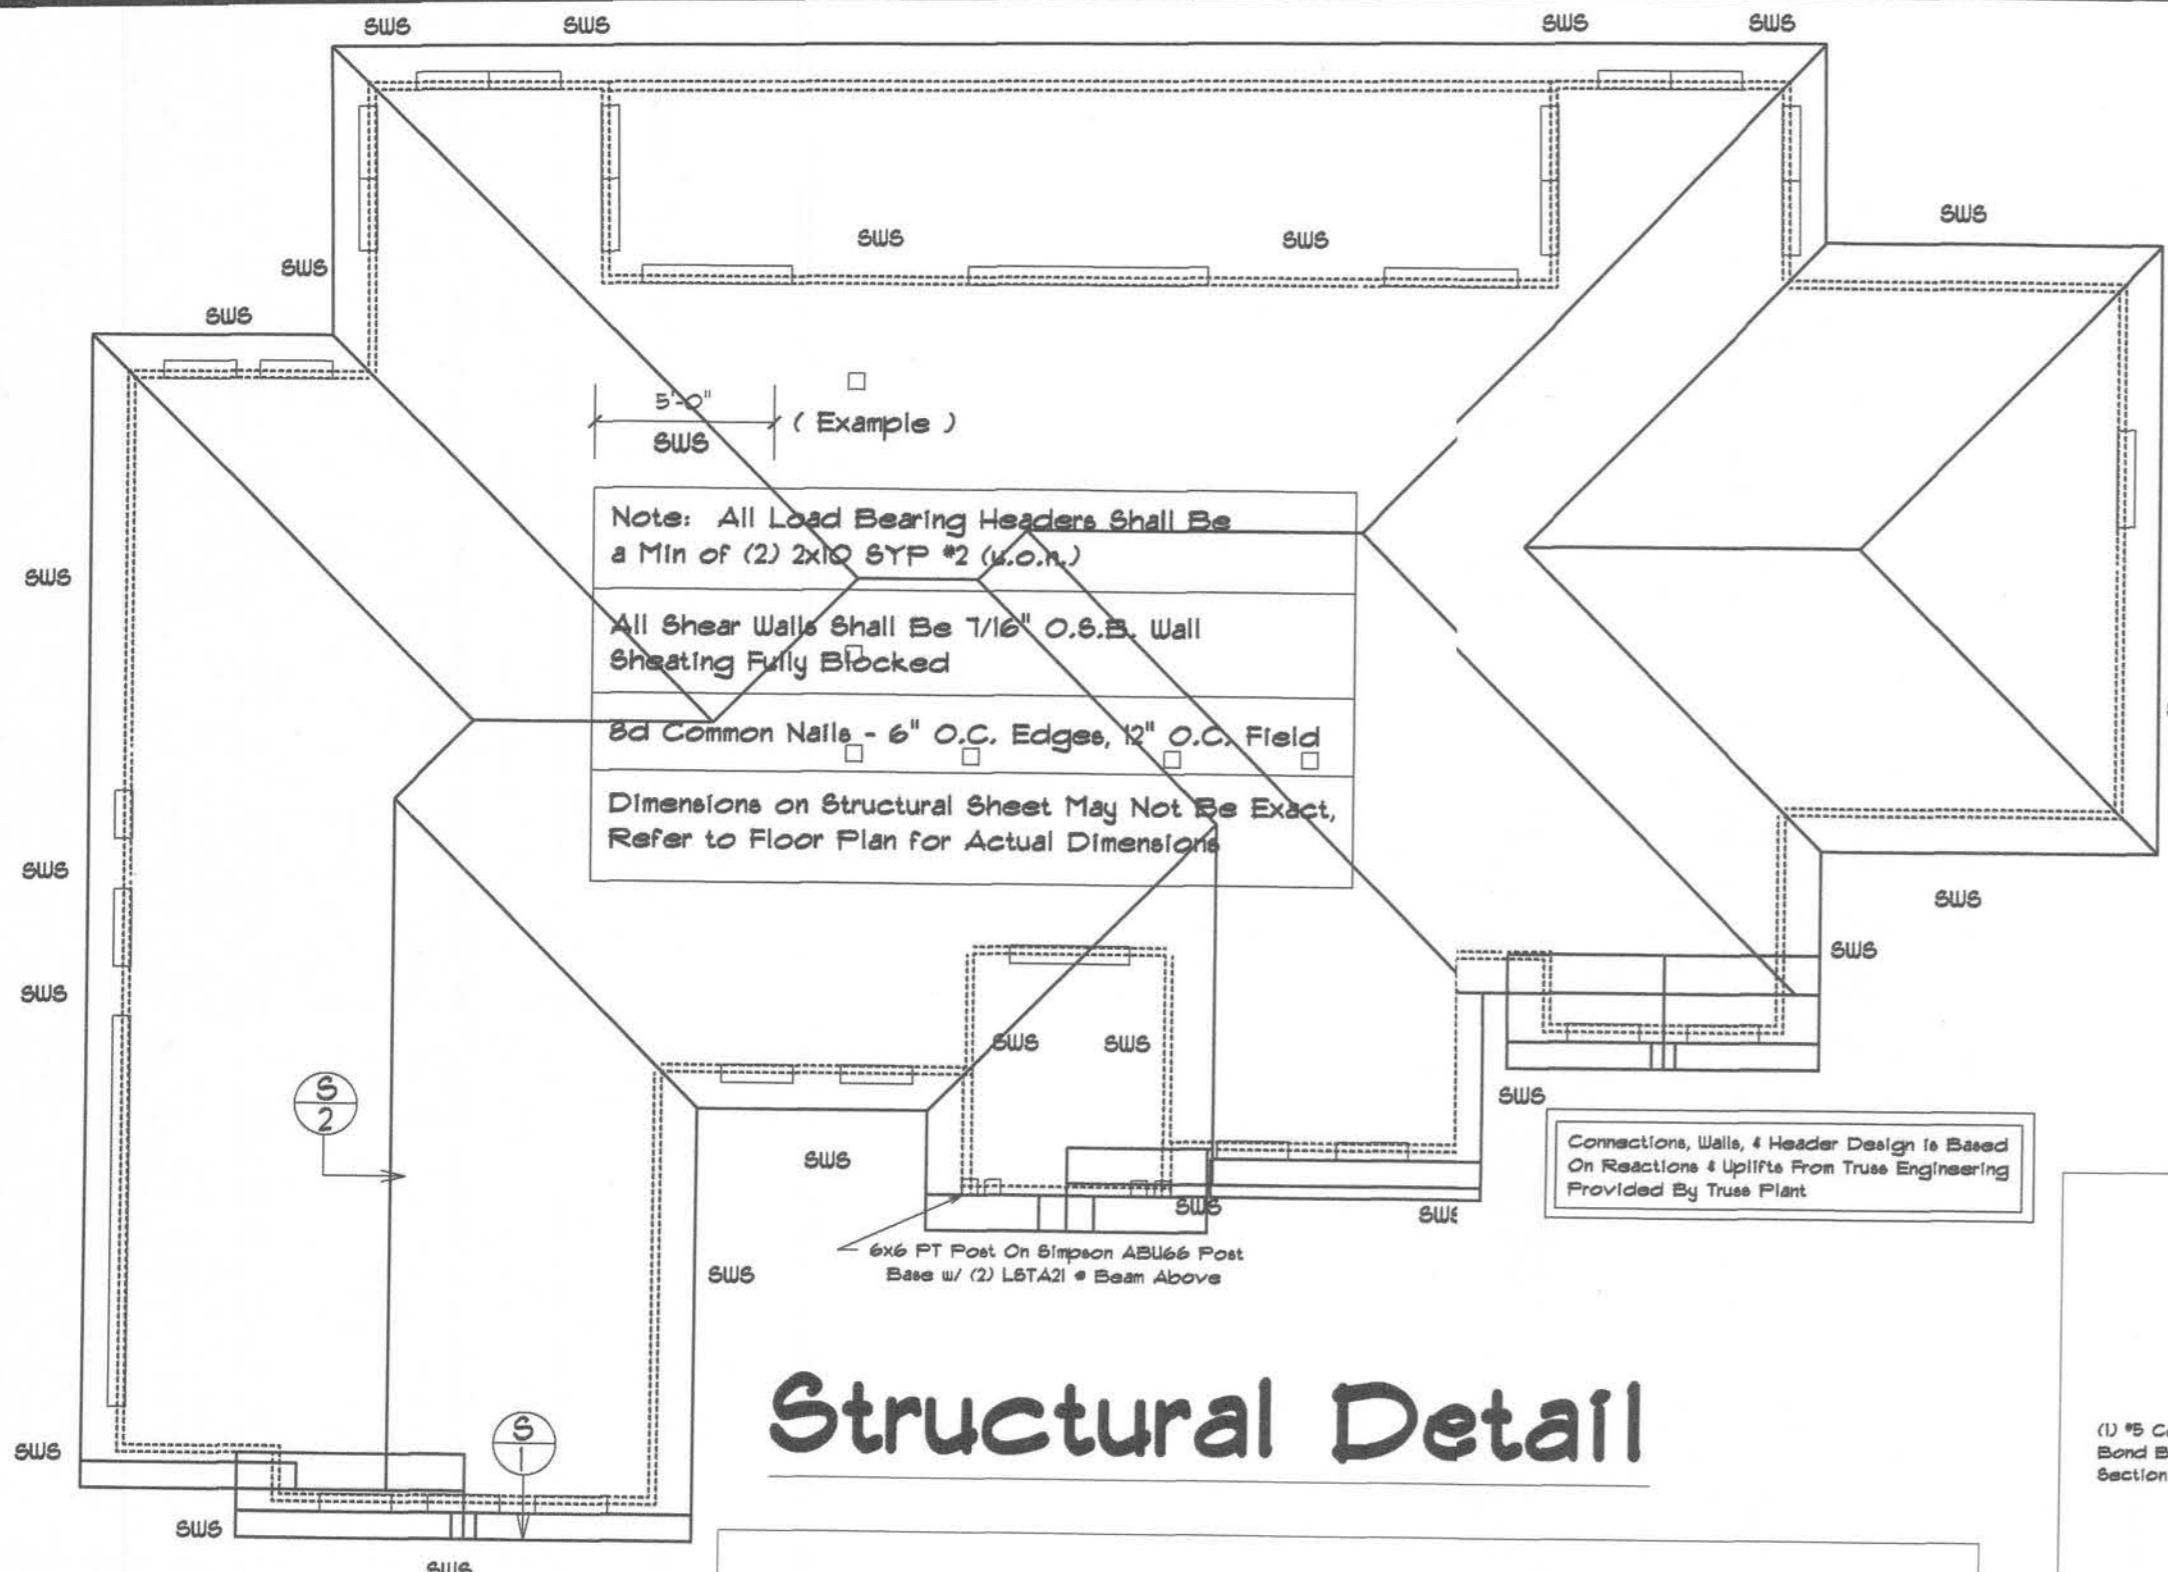 SWS SWS SWS SWS
SWS
SWS SWS
SWS
SWS
5'-0"
SWS
( Example )
Note: All Load Bearing Headers Shall Be
a Min of (2) 2x10 SYP #2 (u.o.n.)
All Shear Walls Shall Be 7/16" O.S.B. Wall
Sheating Fully Blocked
8d Common Nails - 6" O.C. Edges, 12" O.C. Field
Dimensions on Structural Sheet May Not Be Exact,
Refer to Floor Plan for Actual Dimensions
SWS
SWS
SWS
SWS
SWS
SWS SWS
S
2
SWS
SWS
Connections, Walls, & Header Design is Based
On Reactions & Uplifts From Truss Engineering
Provided By Truss Plant
SWS
SWS
6x6 PT Post On Simpson ABU66 Post
Base w/ (2) LSTA21 @ Beam Above
SWS
Structural Detail
S
1
SWS
SWS
SWS
(1) #5
Bond
Section